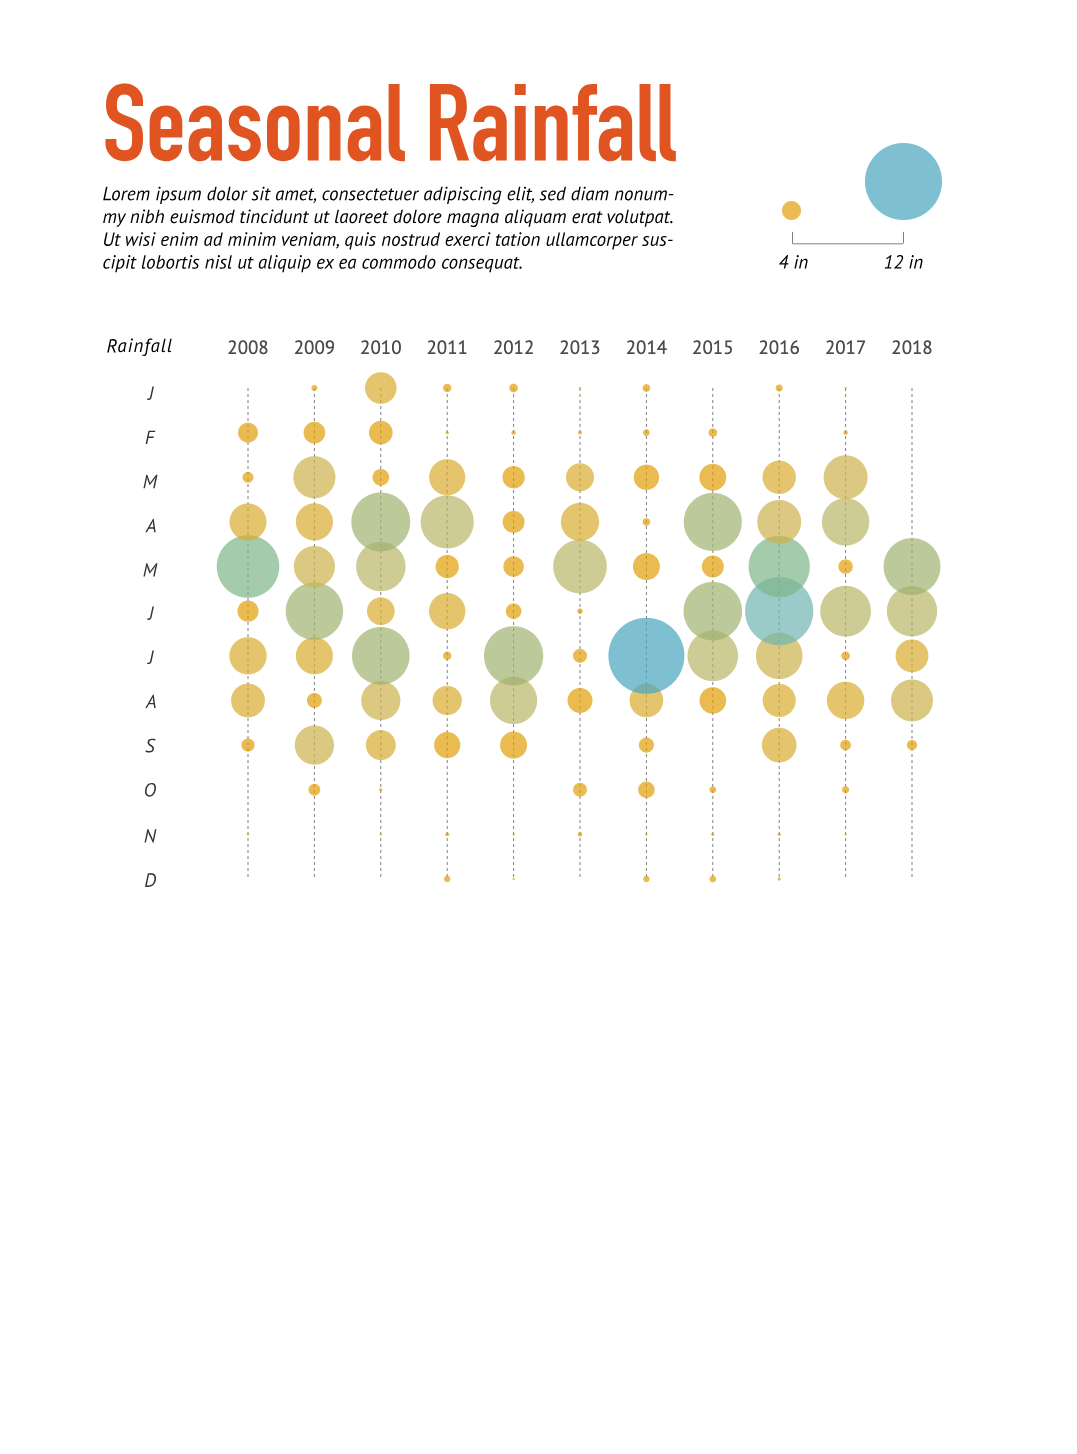 Seasonal Rainfall
Lorem ipsum dolor sit amet, consectetuer adipiscing elit, sed diam nonum-
my nibh euismod tincidunt ut laoreet dolore magna aliquam erat volutpat.
Ut wisi enim ad minim veniam, quis nostrud exerci tation ullamcorper sus-
cipit lobortis nisl ut aliquip ex ea commodo consequat.
4 in 12 in
Rainfall 2008 2009 2010 2011 2012 2013 2014 2015 2016 2017 2018
J
F
M
A
M
J
J
A
S
O
N
D